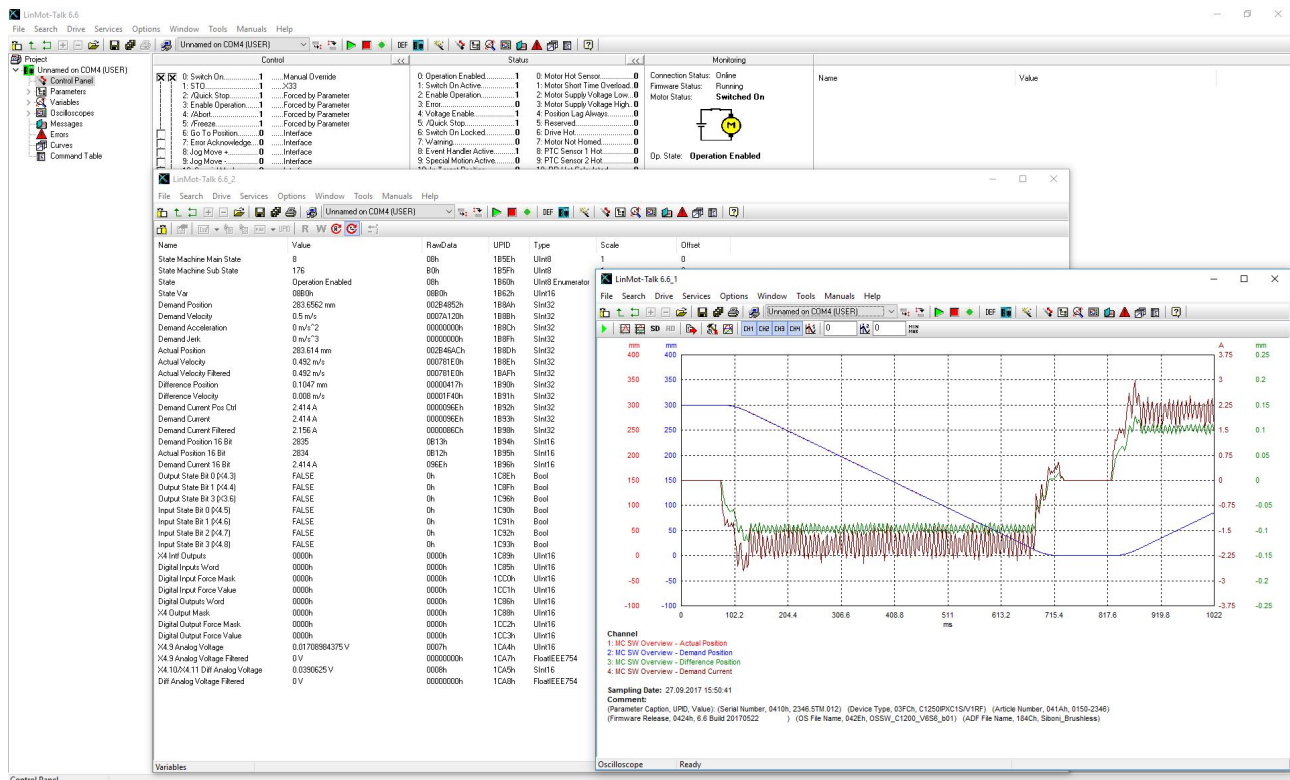 LinMot-Talk 6.6
File Search Drive Services Options Window Tools Manuals Help
Unnamed on COM4 (USER)
DEF
Project
Unnamed on COM4 (USER)
Control Panel
Parameters
Variables
Oscilloscopes
Messages
Errors
Curves
Command Table
Control <<
0: Switch On 1 Manual Override
1: STO 1 X33
2: /Quick Stop 1 Forced by Parameter
3: Enable Operation 1 Forced by Parameter
4: /Abort 1 Forced by Parameter
5: /Freeze 1 Forced by Parameter
6: Go To Position 0 Interface
7: Error Acknowledge 0 Interface
8: Jog Move + 0 Interface
9: Jog Move - 0 Interface
Status <<
0: Operation Enabled 1 0: Motor Hot Sensor 0
1: Switch On Active 1 1: Motor Short Time Overload 0
2: Enable Operation 1 2: Motor Supply Voltage Low 0
3: Error 0 3: Motor Supply Voltage High 0
4: Voltage Enable 1 4: Position Lag Always 0
5: /Quick Stop 1 5: Reserved 0
6: Switch On Locked 0 6: Drive Hot 0
7: Warning 0 7: Motor Not Homed 0
8: Event Handler Active 1 8: PTC Sensor 1 Hot 0
9: Special Motion Active 0 9: PTC Sensor 2 Hot 0
Monitoring
Connection Status: Online
Firmware Status: Running
Motor Status: Switched On
M
Op. State: Operation Enabled
Name Value
LinMot-Talk 6.6_2
File Search Drive Services Options Window Tools Manuals Help
Unnamed on COM4 (USER)
DEF
R W
Name Value RawData UPID Type Scale Offset
State Machine Main State 8 08h 1B5Eh UInt8 1 0
State Machine Sub State 176 B0h 1B5Fh UInt8
State Operation Enabled 08h 1B60h UInt8 Enumerator
State Var 08B0h 08B0h 1B62h UInt16
Demand Position 283.6562 mm 002B4852h 1B8Ah SInt32
Demand Velocity 0.5 m/s 0007A120h 1B8Bh SInt32
Demand Acceleration 0 m/s^2 00000000h 1B8Ch SInt32
Demand Jerk 0 m/s^3 00000000h 1B8Fh SInt32
Actual Position 283.614 mm 002B46ACh 1B8Dh SInt32
Actual Velocity 0.492 m/s 000781E0h 1B8Eh SInt32
Actual Velocity Filtered 0.492 m/s 000781E0h 1BAFh SInt32
Difference Position 0.1047 mm 00000417h 1B90h SInt32
Difference Velocity 0.008 m/s 00001F40h 1B91h SInt32
Demand Current Pos Ctrl 2.414 A 0000096Eh 1B92h SInt32
Demand Current 2.414 A 0000096Eh 1B93h SInt32
Demand Current Filtered 2.156 A 0000086Ch 1B98h SInt32
Demand Position 16 Bit 2835 0B13h 1B94h SInt16
Actual Position 16 Bit 2834 0B12h 1B95h SInt16
Demand Current 16 Bit 2.414 A 096Eh 1B96h SInt16
Output State Bit 0 (X4.3) FALSE 0h 1C8Eh Bool
Output State Bit 1 (X4.4) FALSE 0h 1C8Fh Bool
Output State Bit 3 (X3.6) FALSE 0h 1C96h Bool
Input State Bit 0 (X4.5) FALSE 0h 1C90h Bool
Input State Bit 1 (X4.6) FALSE 0h 1C91h Bool
Input State Bit 2 (X4.7) FALSE 0h 1C92h Bool
Input State Bit 3 (X4.8) FALSE 0h 1C93h Bool
X4 Intf Outputs 0000h 0000h 1C89h UInt16
Digital Inputs Word 0000h 0000h 1C85h UInt16
Digital Input Force Mask 0000h 0000h 1CC0h UInt16
Digital Input Force Value 0000h 0000h 1CC1h UInt16
Digital Outputs Word 0000h 0000h 1C86h UInt16
X4 Output Mask 0000h 0000h 1C88h UInt16
Digital Output Force Mask 0000h 0000h 1CC2h UInt16
Digital Output Force Value 0000h 0000h 1CC3h UInt16
X4.9 Analog Voltage 0.01708984375 V 0007h 1CA4h UInt16
X4.9 Analog Voltage Filtered 0 V 00000000h 1CA7h FloatIEEE754
X4.10/X4.11 Diff Analog Voltage 0.0390625 V 0008h 1CA5h SInt16
Diff Analog Voltage Filtered 0 V 00000000h 1CA8h FloatIEEE754
Variables
LinMot-Talk 6.6_1
File Search Drive Services Options Window Tools Manuals Help
Unnamed on COM4 (USER)
DEF
SD RD CH1 CH2 CH3 CH4 0 0 MIN MAX
mm mm A mm
400 400 3.75 0.25
350 350 3 0.2
300 300 2.25 0.15
250 250 1.5 0.1
200 200 0.75 0.05
150 150 0 0
100 100 -0.75 -0.05
50 50 -1.5 -0.1
0 0 -2.25 -0.15
-50 -50 -3 -0.2
-100 -100 -3.75 -0.25
0 102.2 204.4 306.6 408.8 511 613.2 715.4 817.6 919.8 1022
ms
Channel
1: MC SW Overview - Actual Position
2: MC SW Overview - Demand Position
3: MC SW Overview - Difference Position
4: MC SW Overview - Demand Current
Sampling Date: 27.09.2017 15:50:41
Comment:
(Parameter Caption, UPID, Value): (Serial Number, 0410h, 2346.5TM.012) (Device Type, 03FCh, C1250IPXC1S/V1RF) (Article Number, 041Ah, 0150-2346)
(Firmware Release, 0424h, 6.6 Build 20170522 ) (OS File Name, 042Eh, OSSW_C1200_V6S6_b01) (ADF File Name, 184Ch, Siboni_Brushless)
Oscilloscope Ready
Control Panel